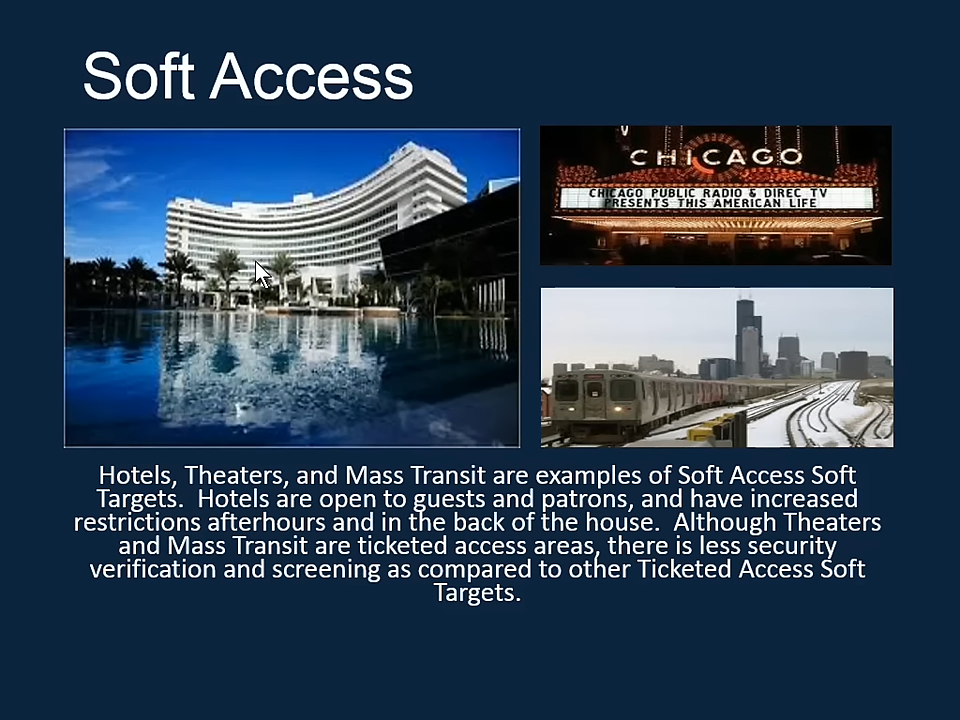 Soft Access
CHICAGO
CHICAGO PUBLIC RADIO & DIREC TV
PRESENTS THIS AMERICAN LIFE
Hotels, Theaters, and Mass Transit are examples of Soft Access Soft
Targets.  Hotels are open to guests and patrons, and have increased
restrictions afterhours and in the back of the house.  Although Theaters
and Mass Transit are ticketed access areas, there is less security
verification and screening as compared to other Ticketed Access Soft
Targets.